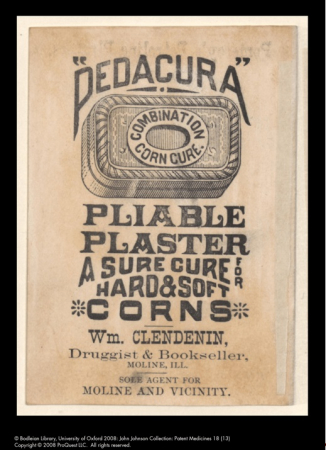 "PEDACURA"
COMBINATION
CORN CURE.
PLIABLE
PLASTER
A SURE CURE FOR
HARD & SOFT
CORNS
Wm. CLENDENIN,
Druggist & Bookseller,
MOLINE, ILL.
SOLE AGENT FOR
MOLINE AND VICINITY.
© Bodleian Library, University of Oxford 2008: John Johnson Collection: Patent Medicines 18 (13)
Copyright © 2008 ProQuest LLC. All rights reserved.